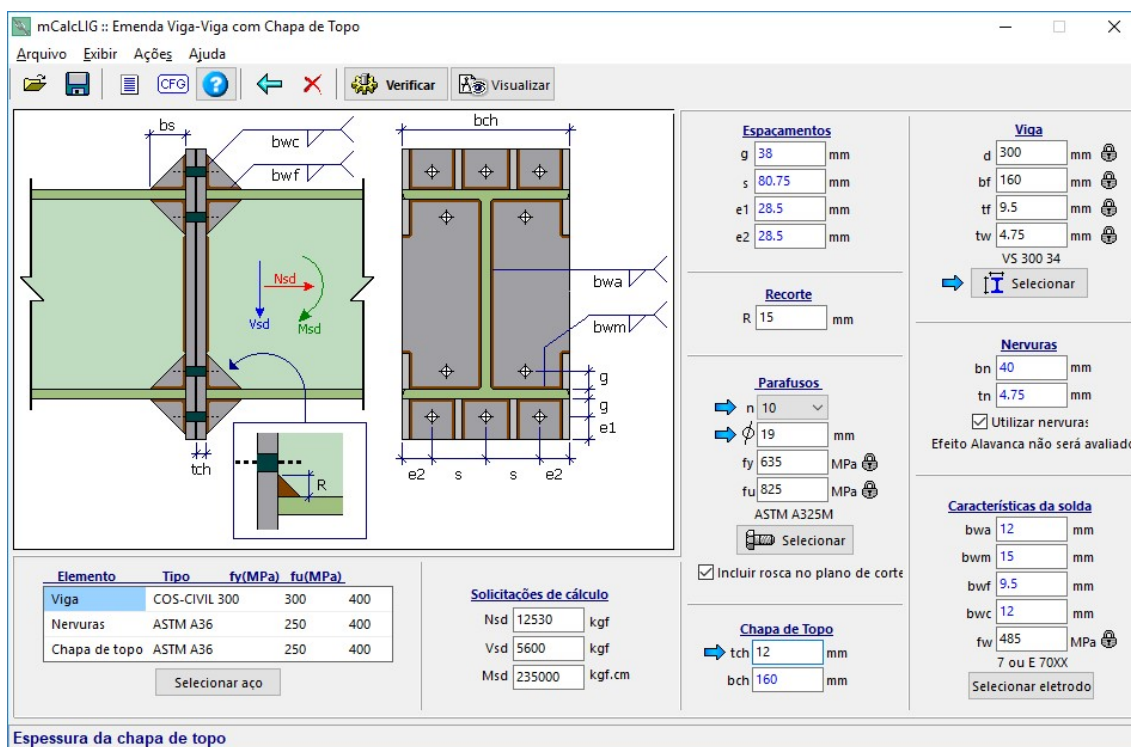 mCalcLIG :: Emenda Viga-Viga com Chapa de Topo
Arquivo Exibir Ações Ajuda
CFG ? Verificar Visualizar
bs
bwc
bwf
Nsd
Vsd
Msd
tch
R
bch
bwa
bwm
g
g
e1
e2 s s e2
Espaçamentos
g 38 mm
s 80.75 mm
e1 28.5 mm
e2 28.5 mm
Recorte
R 15 mm
Parafusos
n 10
ϕ 19 mm
fy 635 MPa
fu 825 MPa
ASTM A325M
Selecionar
Incluir rosca no plano de corte
Chapa de Topo
tch 12 mm
bch 160 mm
Viga
d 300 mm
bf 160 mm
tf 9.5 mm
tw 4.75 mm
VS 300 34
Selecionar
Nervuras
bn 40 mm
tn 4.75 mm
Utilizar nervuras
Efeito Alavanca não será avaliado
Características da solda
bwa 12 mm
bwm 15 mm
bwf 9.5 mm
bwc 12 mm
fw 485 MPa
7 ou E 70XX
Selecionar eletrodo
Elemento Tipo fy(MPa) fu(MPa)
Viga COS-CIVIL 300 300 400
Nervuras ASTM A36 250 400
Chapa de topo ASTM A36 250 400
Selecionar aço
Solicitações de cálculo
Nsd 12530 kgf
Vsd 5600 kgf
Msd 235000 kgf.cm
Espessura da chapa de topo